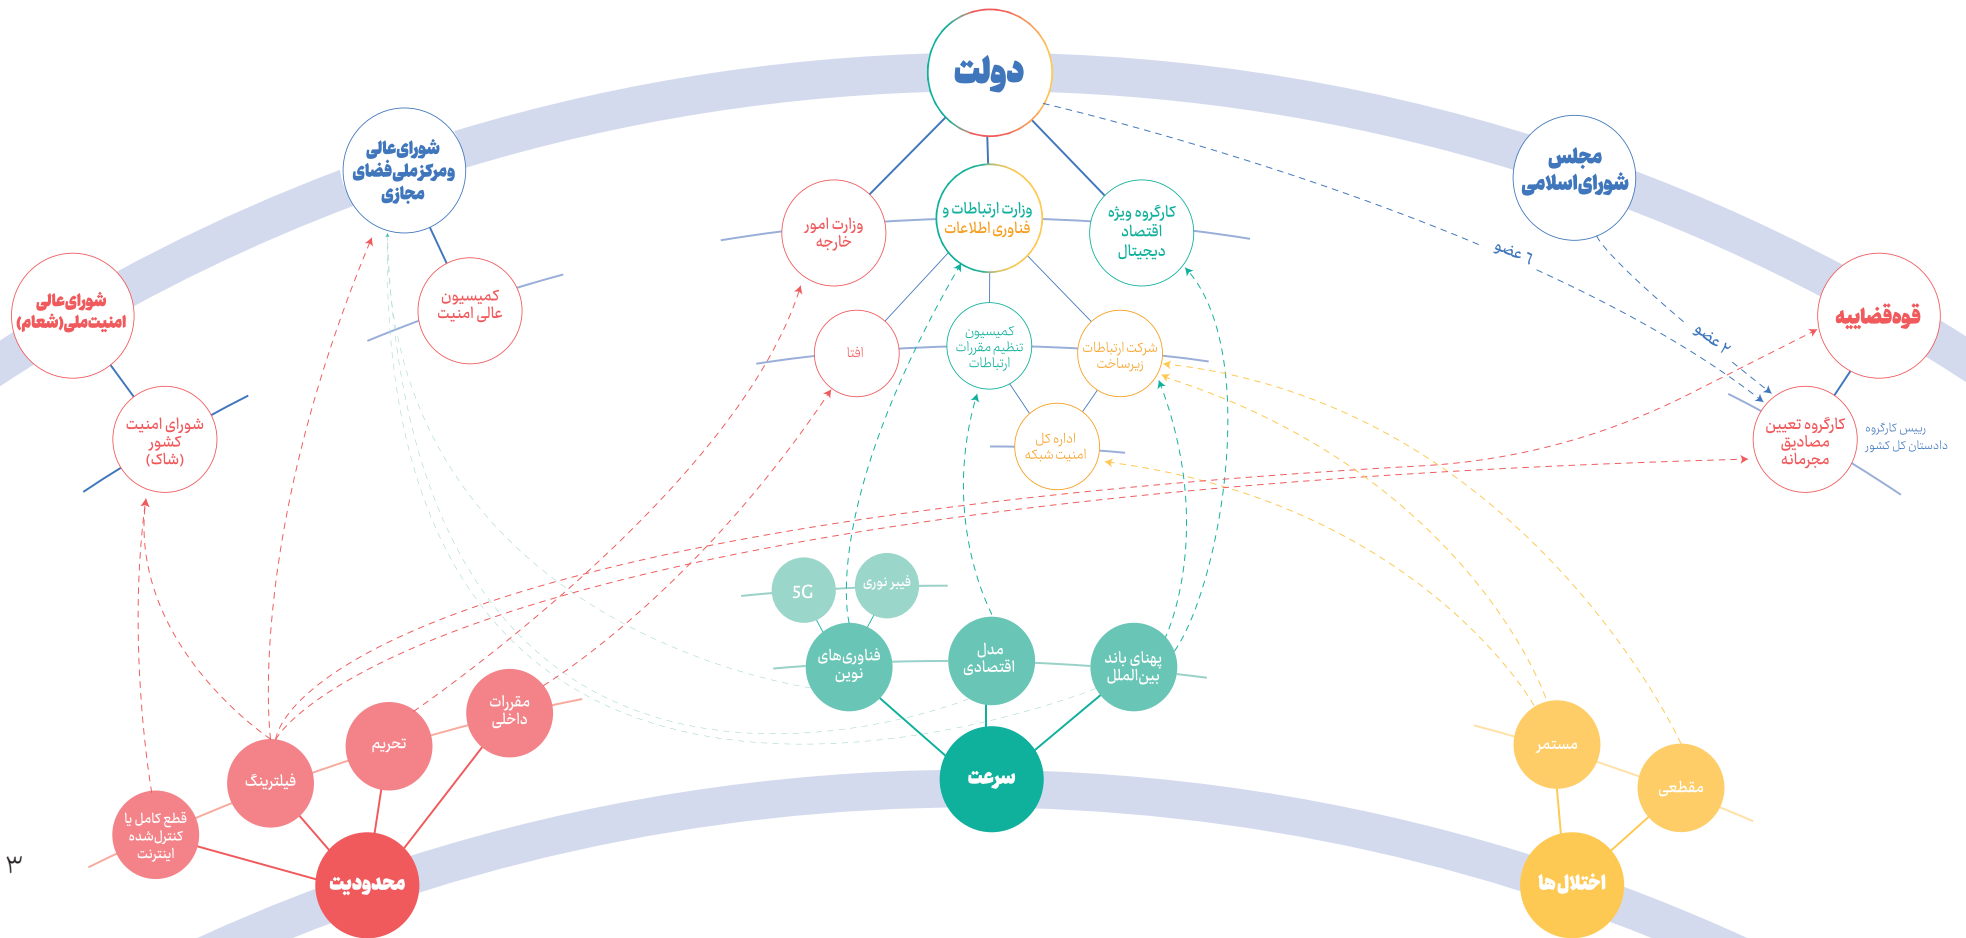 دولت
مجلس
شورای‌اسلامی
شورای‌عالی
ومرکزملی‌فضای
مجازی
قوه‌قضاییه
شورای‌عالی
امنیت‌ملی(شعام)
کارگروه ویژه
اقتصاد
دیجیتال
وزارت ارتباطات و
فناوری اطلاعات
وزارت امور
خارجه
۶ عضو
۲ عضو
کمیسیون
عالی امنیت
شرکت ارتباطات
زیرساخت
کمیسیون
تنظیم مقررات
ارتباطات
افتا
اداره کل
امنیت شبکه
رییس کارگروه
دادستان کل کشور
کارگروه تعیین
مصادیق
مجرمانه
شورای امنیت
کشور
(شاک)
فیبر نوری
5G
پهنای باند
بین‌الملل
مدل
اقتصادی
فناوری‌های
نوین
سرعت
مقررات
داخلی
تحریم
فیلترینگ
قطع کامل یا
کنترل‌شده
اینترنت
محدودیت
مستمر
مقطعی
اختلال‌ها
۳